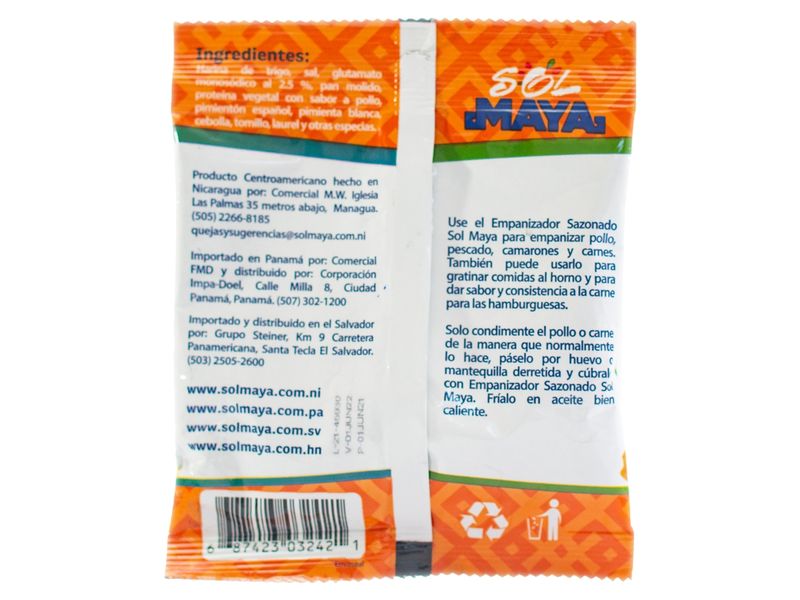 Ingredientes:
Harina de trigo, sal, glutamato
monosódico al 2.5 %, pan molido,
proteína vegetal con sabor a pollo,
pimientón español, pimienta blanca,
cebolla, tomillo, laurel y otras especias.
Producto Centroamericano hecho en
Nicaragua por: Comercial M.W. Iglesia
Las Palmas 35 metros abajo, Managua.
(505) 2266-8185
quejasysugerencias@solmaya.com.ni
Importado en Panamá por: Comercial
FMD y distribuido por: Corporación
Impa-Doel, Calle Milla 8, Ciudad
Panamá, Panamá. (507) 302-1200
Importado y distribuido en el Salvador
por: Grupo Steiner, Km 9 Carretera
Panamericana, Santa Tecla El Salvador.
(503) 2505-2600
www.solmaya.com.ni
www.solmaya.com.pa
www.solmaya.com.sv
www.solmaya.com.hn
V-01JUN22
P-01JUN21
6 87423 03242 1
SOL
MAYA
Use el Empanizador Sazonado
Sol Maya para empanizar pollo,
pescado, camarones y carnes.
También puede usarlo para
gratinar comidas al horno y para
dar sabor y consistencia a la carne
para las hamburguesas.
Solo condimente el pollo o carne
de la manera que normalmente
lo hace, páselo por huevo o
mantequilla derretida y cúbralo
con Empanizador Sazonado Sol
Maya. Fríalo en aceite bien
caliente.